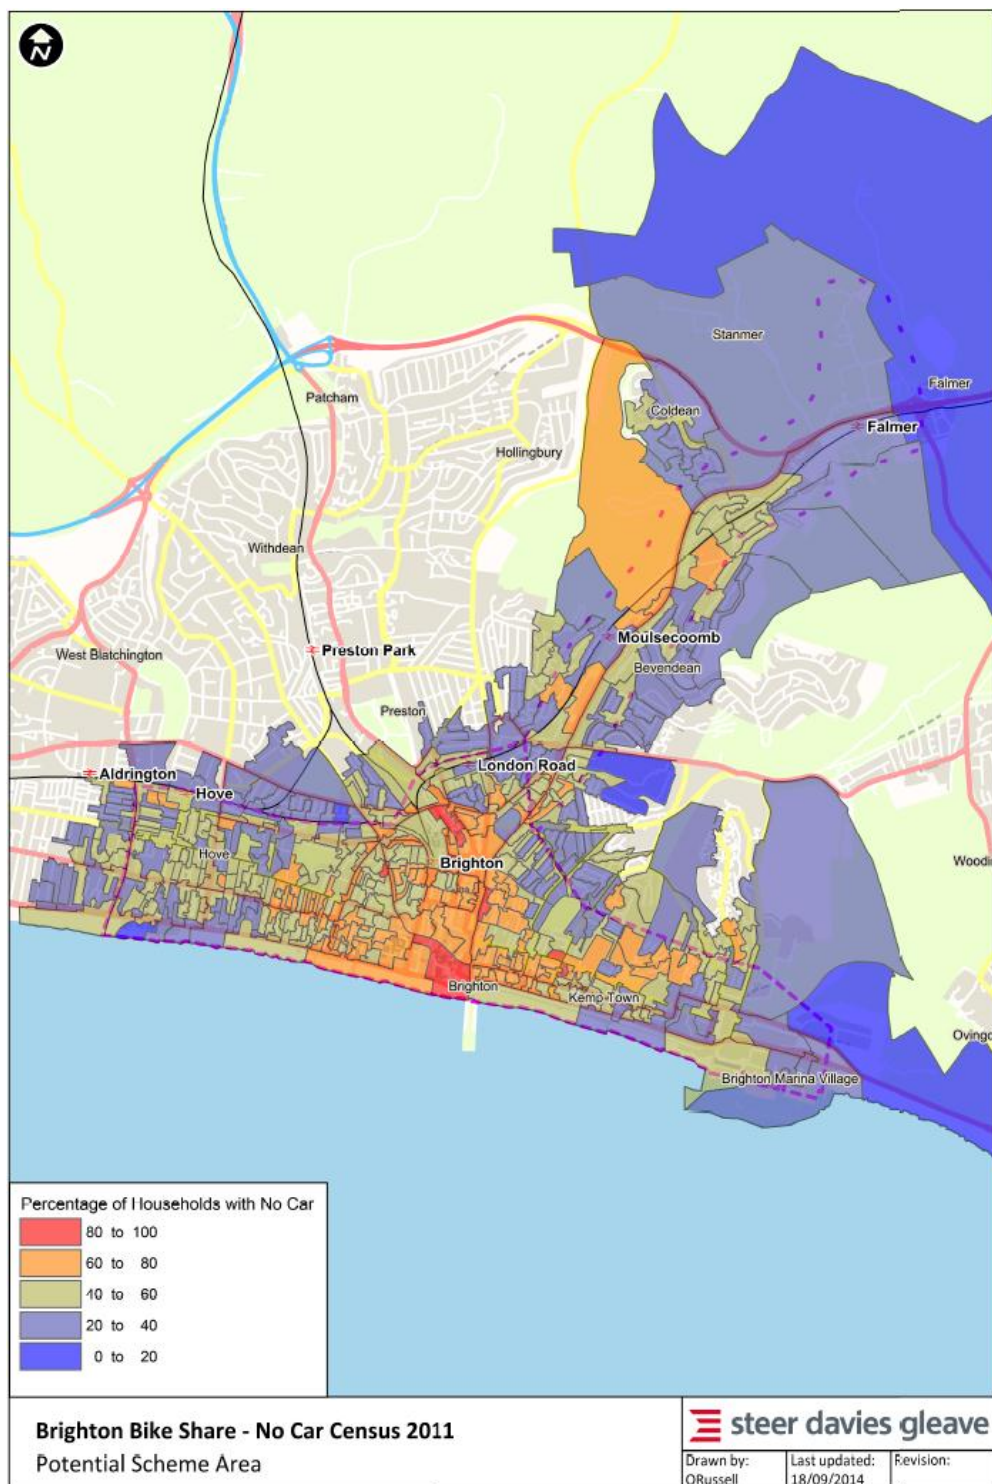 N
Stanmer
Falmer
Patcham
Coldean
Falmer
Hollingbury
Withdean
Moulsecoomb
Preston Park
West Blatchington
Bevendean
Preston
London Road
Aldrington
Hove
Hove
Brighton
Woodin
Brighton
Kemp Town
Ovingd
Brighton Marina Village
Percentage of Households with No Car
80 to 100
60 to 80
40 to 60
20 to 40
0 to 20
Brighton Bike Share - No Car Census 2011
Potential Scheme Area
steer davies gleave
Drawn by:
ORussell
Last updated:
18/09/2014
Revision: